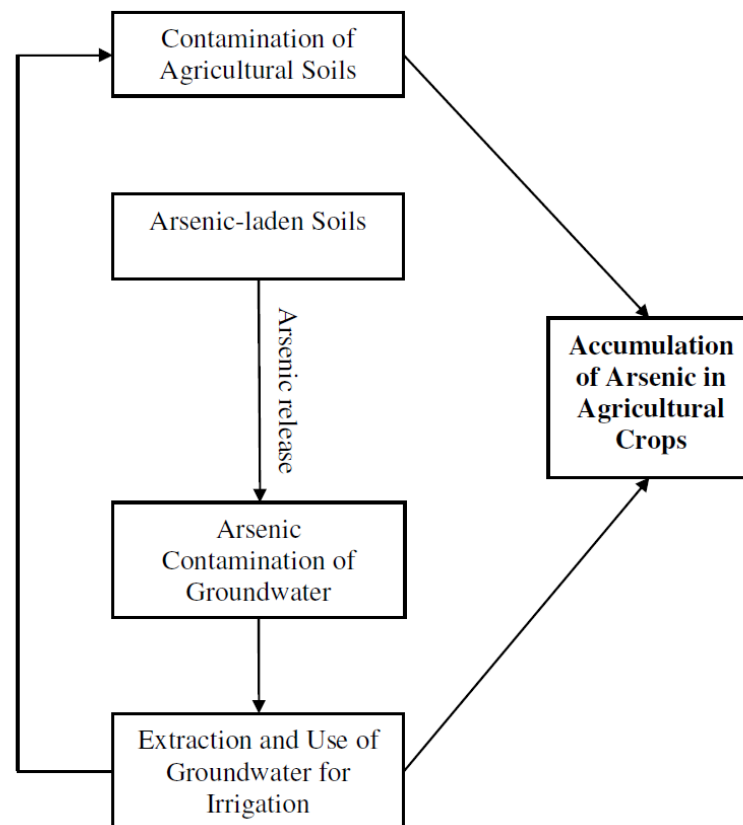 Contamination of
Agricultural Soils
Arsenic-laden Soils
Arsenic release
Accumulation
of Arsenic in
Agricultural
Crops
Arsenic
Contamination of
Groundwater
Extraction and Use of
Groundwater for
Irrigation